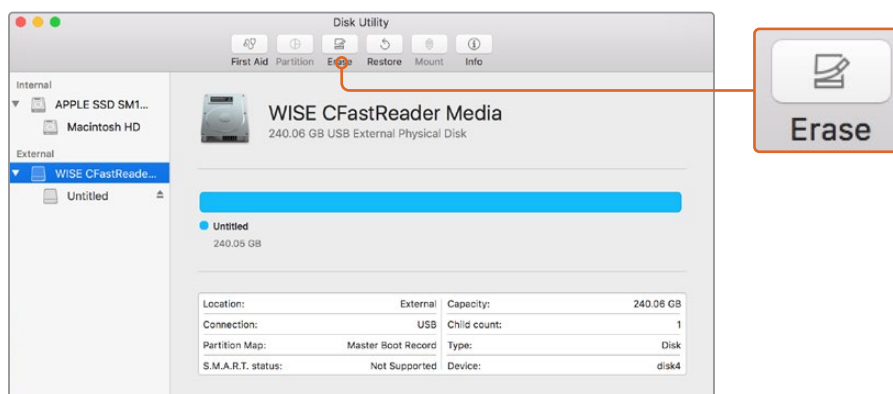 Disk Utility
First Aid Partition Erase Restore Mount Info
Erase
Internal
APPLE SSD SM1...
Macintosh HD
External
WISE CFastReade...
Untitled
WISE CFastReader Media
240.06 GB USB External Physical Disk
Untitled
240.05 GB
Location: External Capacity: 240.06 GB
Connection: USB Child count: 1
Partition Map: Master Boot Record Type: Disk
S.M.A.R.T. status: Not Supported Device: disk4